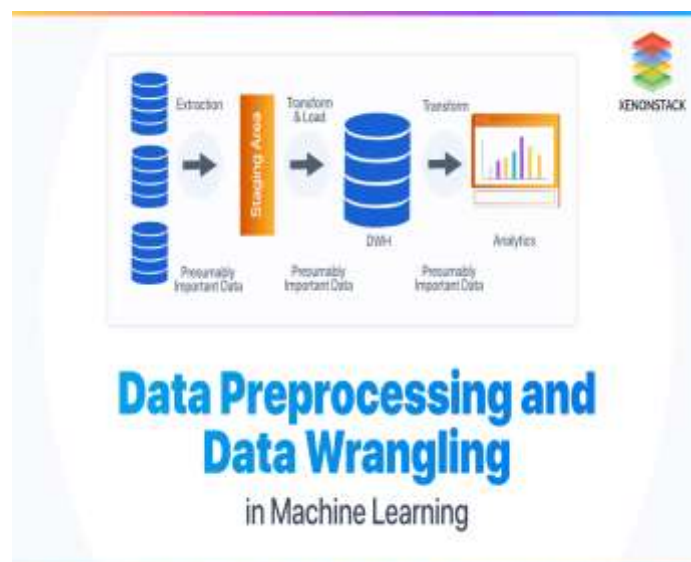 XENONSTACK
Extraction
Transform
& Load
Transform
Staging Area
DWH
Analytics
Presumably
Important Data
Presumably
Important Data
Presumably
Important Data
Data Preprocessing and
Data Wrangling
in Machine Learning